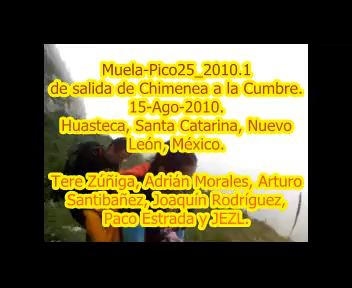 Muela-Pico25_2010.1
de salida de Chimenea a la Cumbre.
15-Ago-2010.
Huasteca, Santa Catarina, Nuevo
León, México.
Tere Zúñiga, Adrián Morales, Arturo
Santibañez, Joaquín Rodríguez,
Paco Estrada y JEZL.